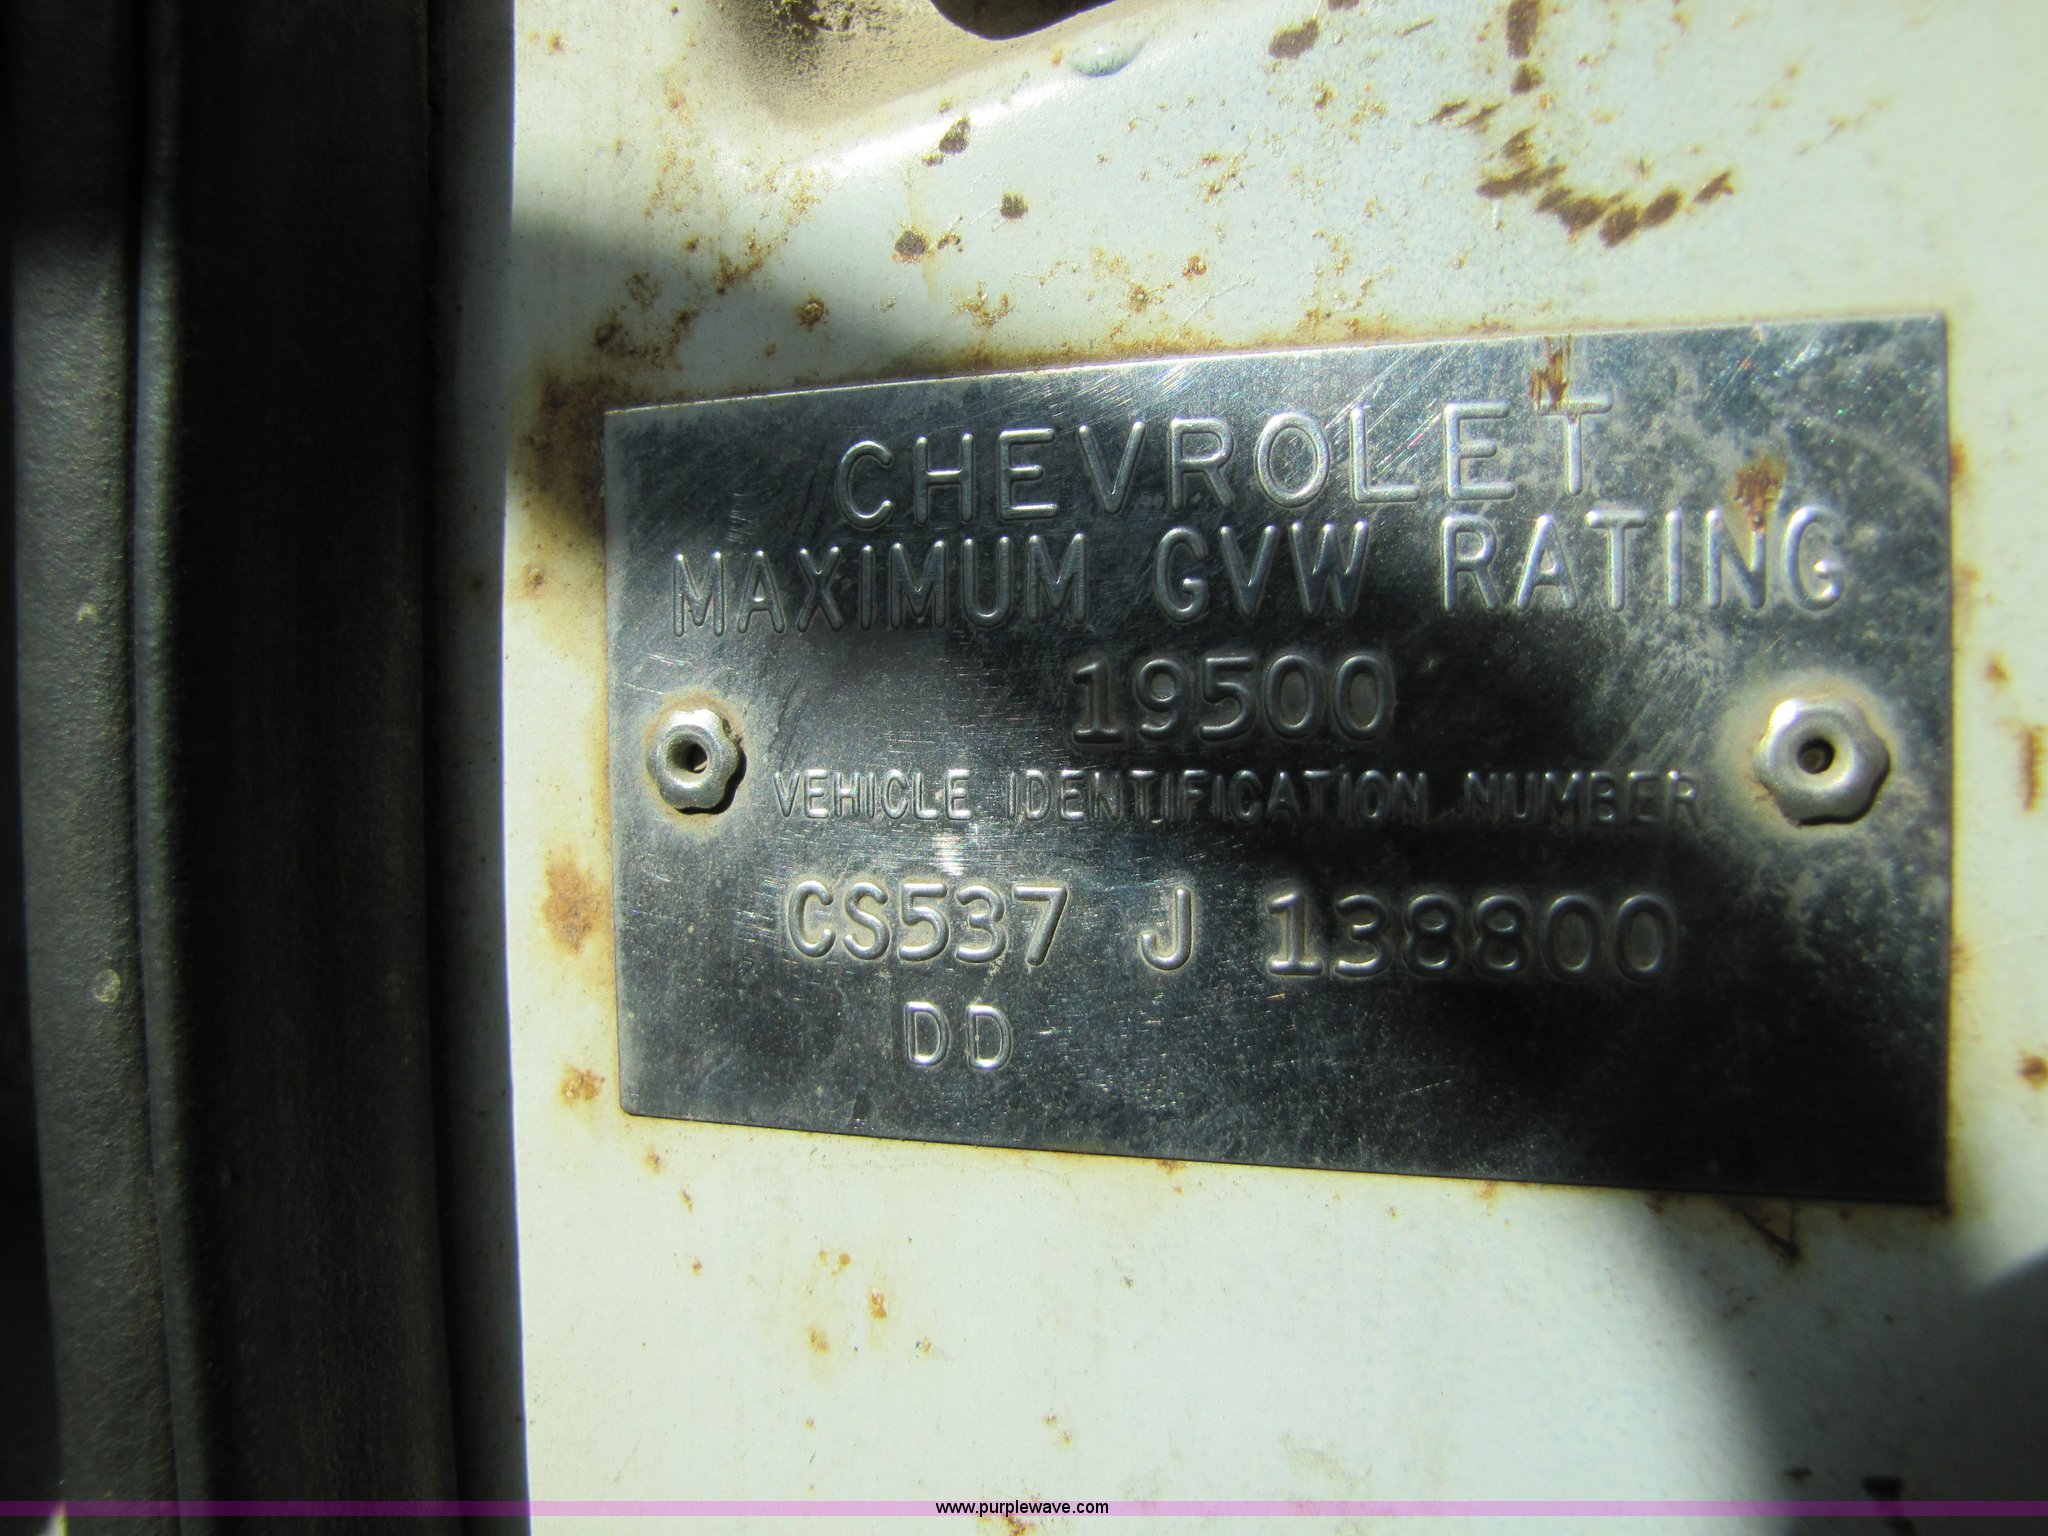 CHEVROLET
MAXIMUM GVW RATING
19500
VEHICLE IDENTIFICATION NUMBER
CS537 J 138800
DD
www.purplewave.com